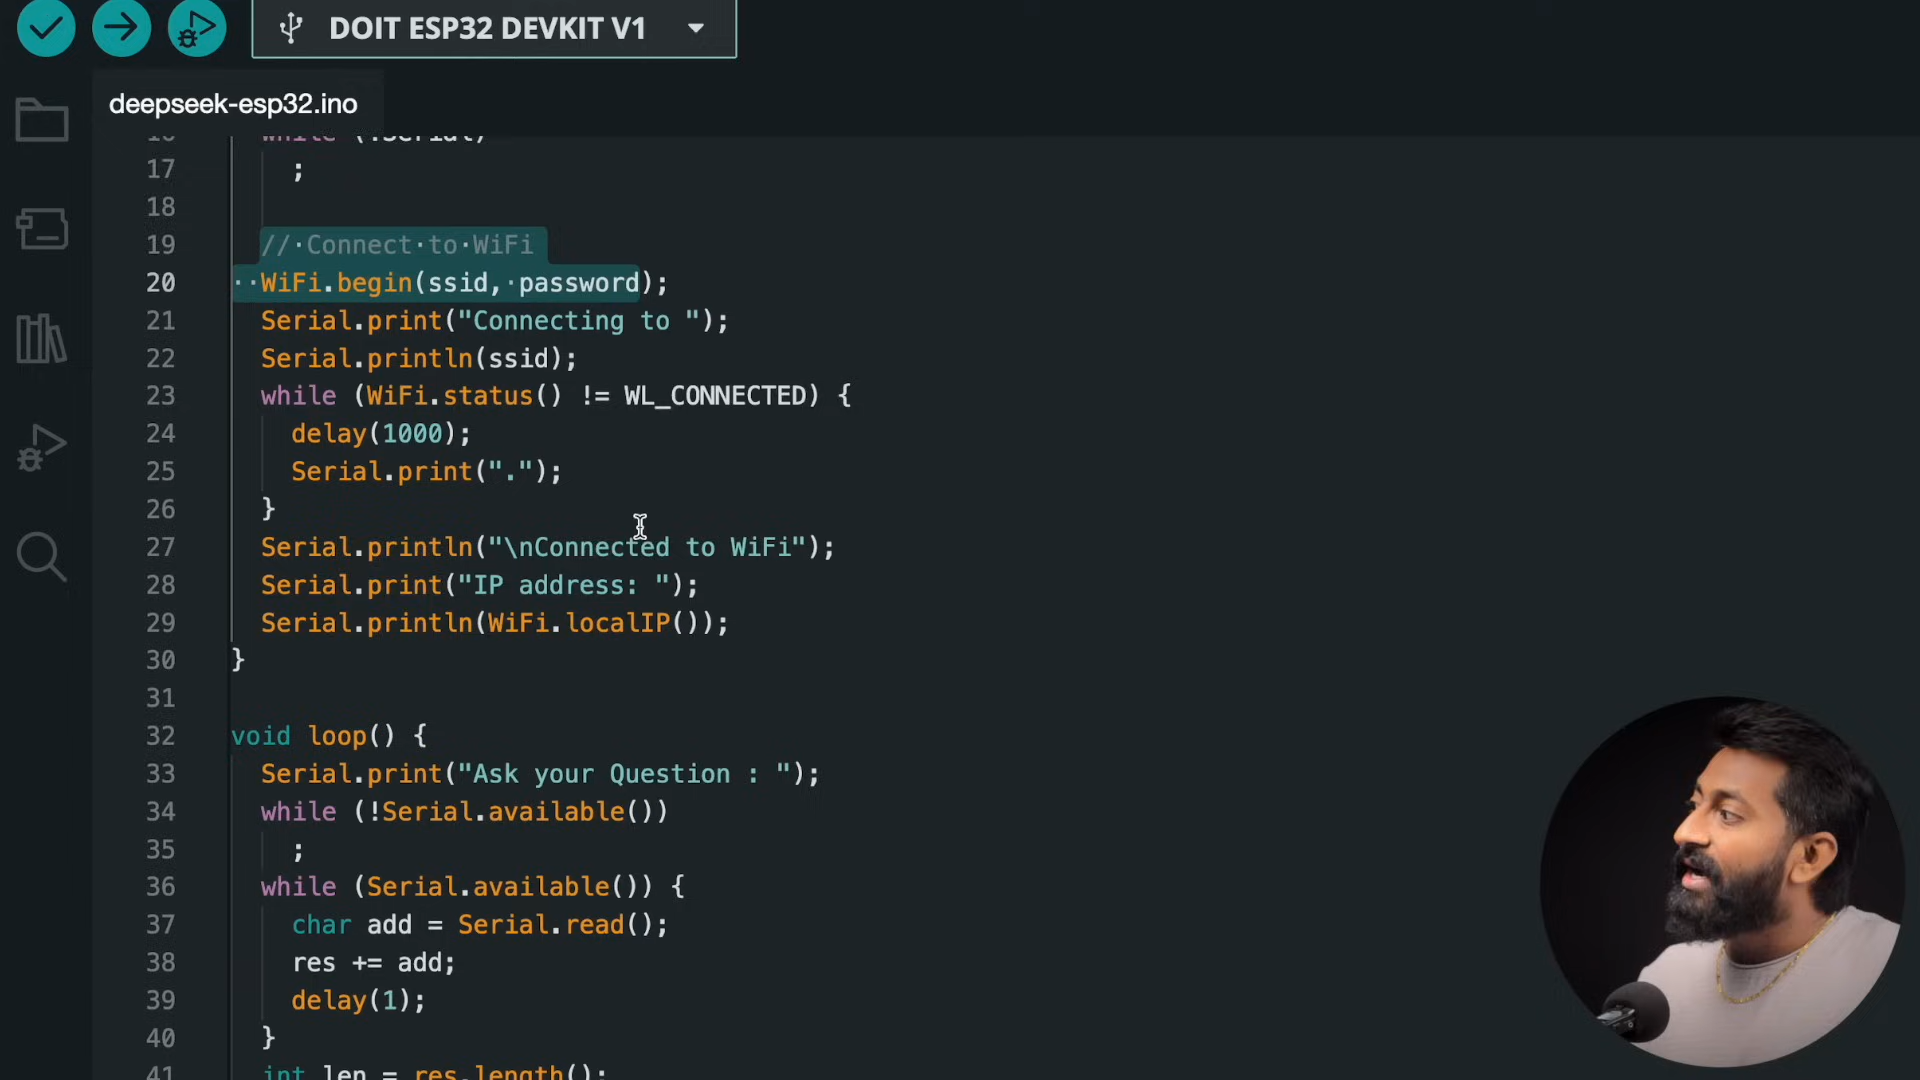 DOIT ESP32 DEVKIT V1
deepseek-esp32.ino
16 while (!Serial)
17 ;
18
19 // Connect to WiFi
20 WiFi.begin(ssid, password);
21 Serial.print("Connecting to ");
22 Serial.println(ssid);
23 while (WiFi.status() != WL_CONNECTED) {
24 delay(1000);
25 Serial.print(".");
26 }
27 Serial.println("\nConnected to WiFi");
28 Serial.print("IP address: ");
29 Serial.println(WiFi.localIP());
30 }
31
32 void loop() {
33 Serial.print("Ask your Question : ");
34 while (!Serial.available())
35 ;
36 while (Serial.available()) {
37 char add = Serial.read();
38 res += add;
39 delay(1);
40 }
41 int len = res.length();